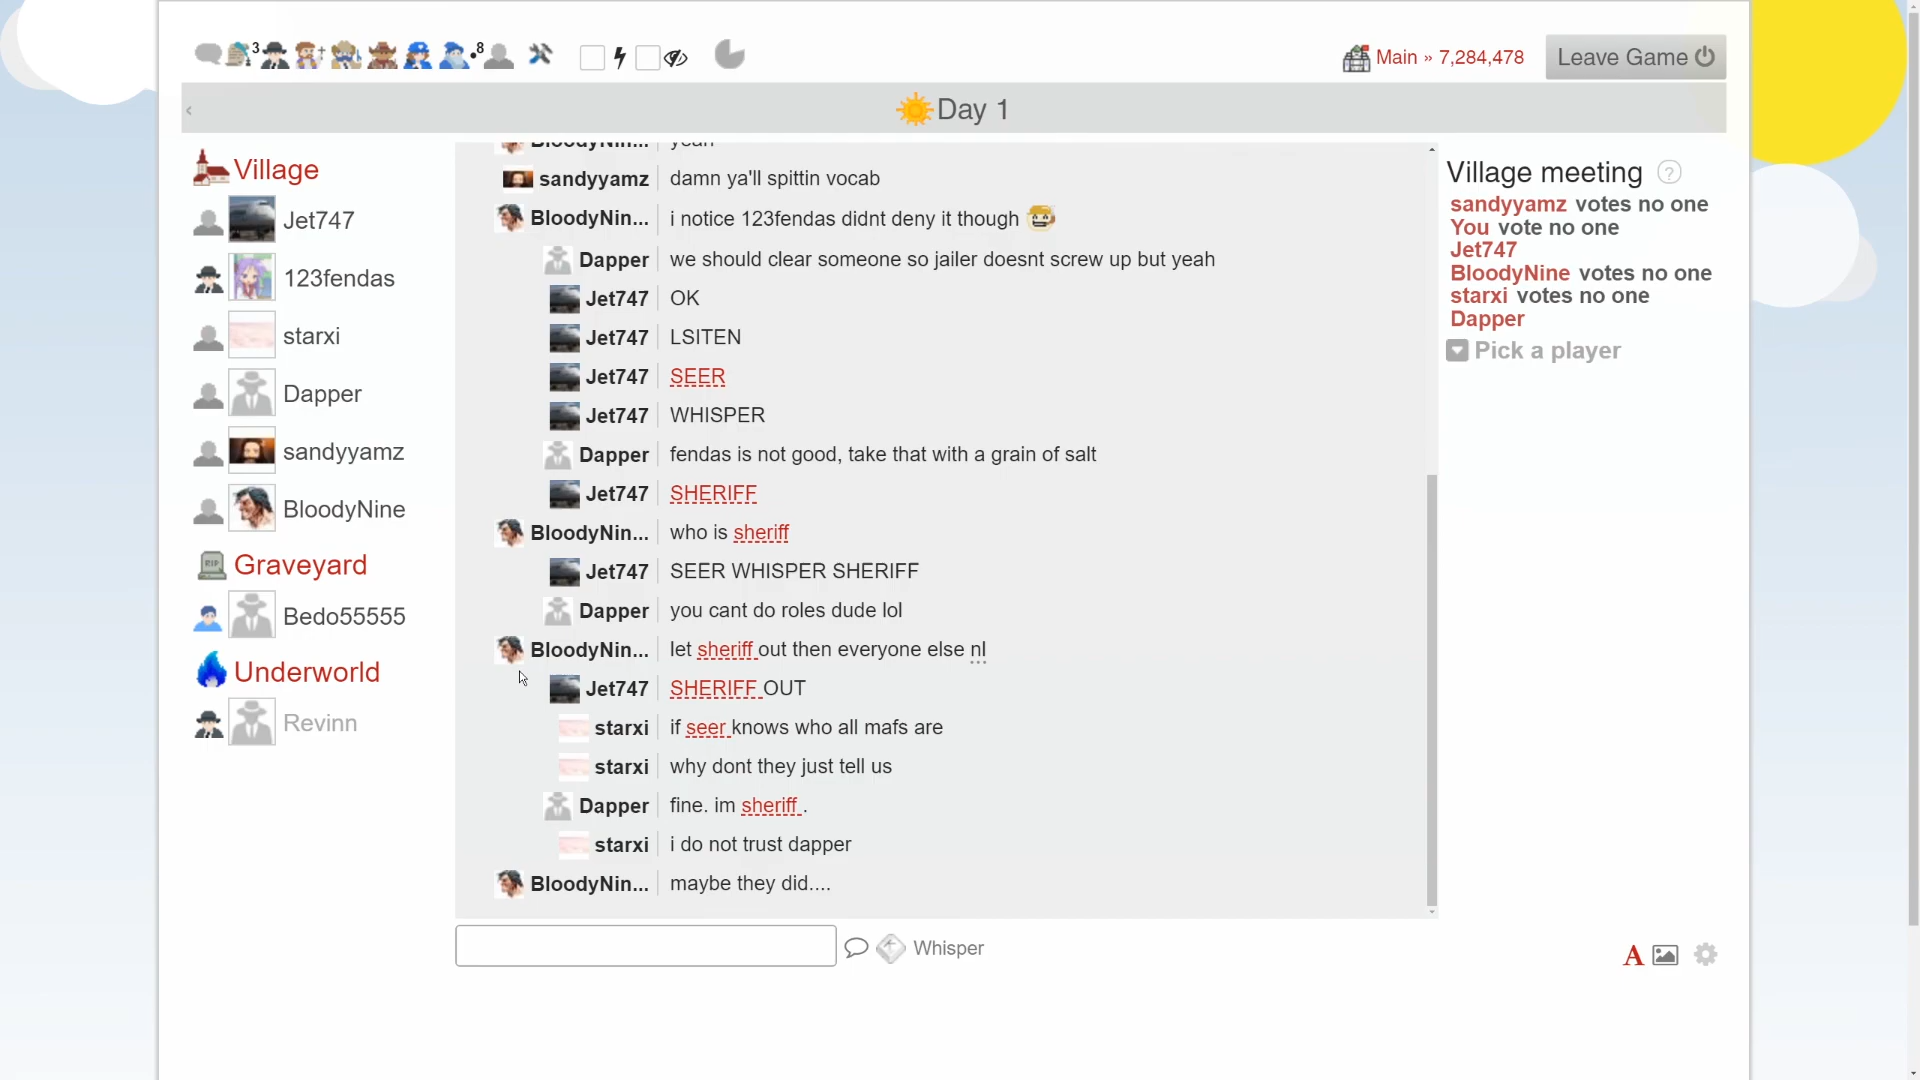 3
8
Main » 7,284,478
Leave Game
Day 1
Village
Jet747
123fendas
starxi
Dapper
sandyyamz
BloodyNine
Graveyard
RIP
Bedo55555
Underworld
Revinn
BloodyNin... yeah
sandyyamz damn ya'll spittin vocab
BloodyNin... i notice 123fendas didnt deny it though
Dapper we should clear someone so jailer doesnt screw up but yeah
Jet747 OK
Jet747 LSITEN
Jet747 SEER
Jet747 WHISPER
Dapper fendas is not good, take that with a grain of salt
Jet747 SHERIFF
BloodyNin... who is sheriff
Jet747 SEER WHISPER SHERIFF
Dapper you cant do roles dude lol
BloodyNin... let sheriff out then everyone else nl
Jet747 SHERIFF OUT
starxi if seer knows who all mafs are
starxi why dont they just tell us
Dapper fine. im sheriff .
starxi i do not trust dapper
BloodyNin... maybe they did....
Whisper
A
Village meeting ?
sandyyamz votes no one
You vote no one
Jet747
BloodyNine votes no one
starxi votes no one
Dapper
Pick a player